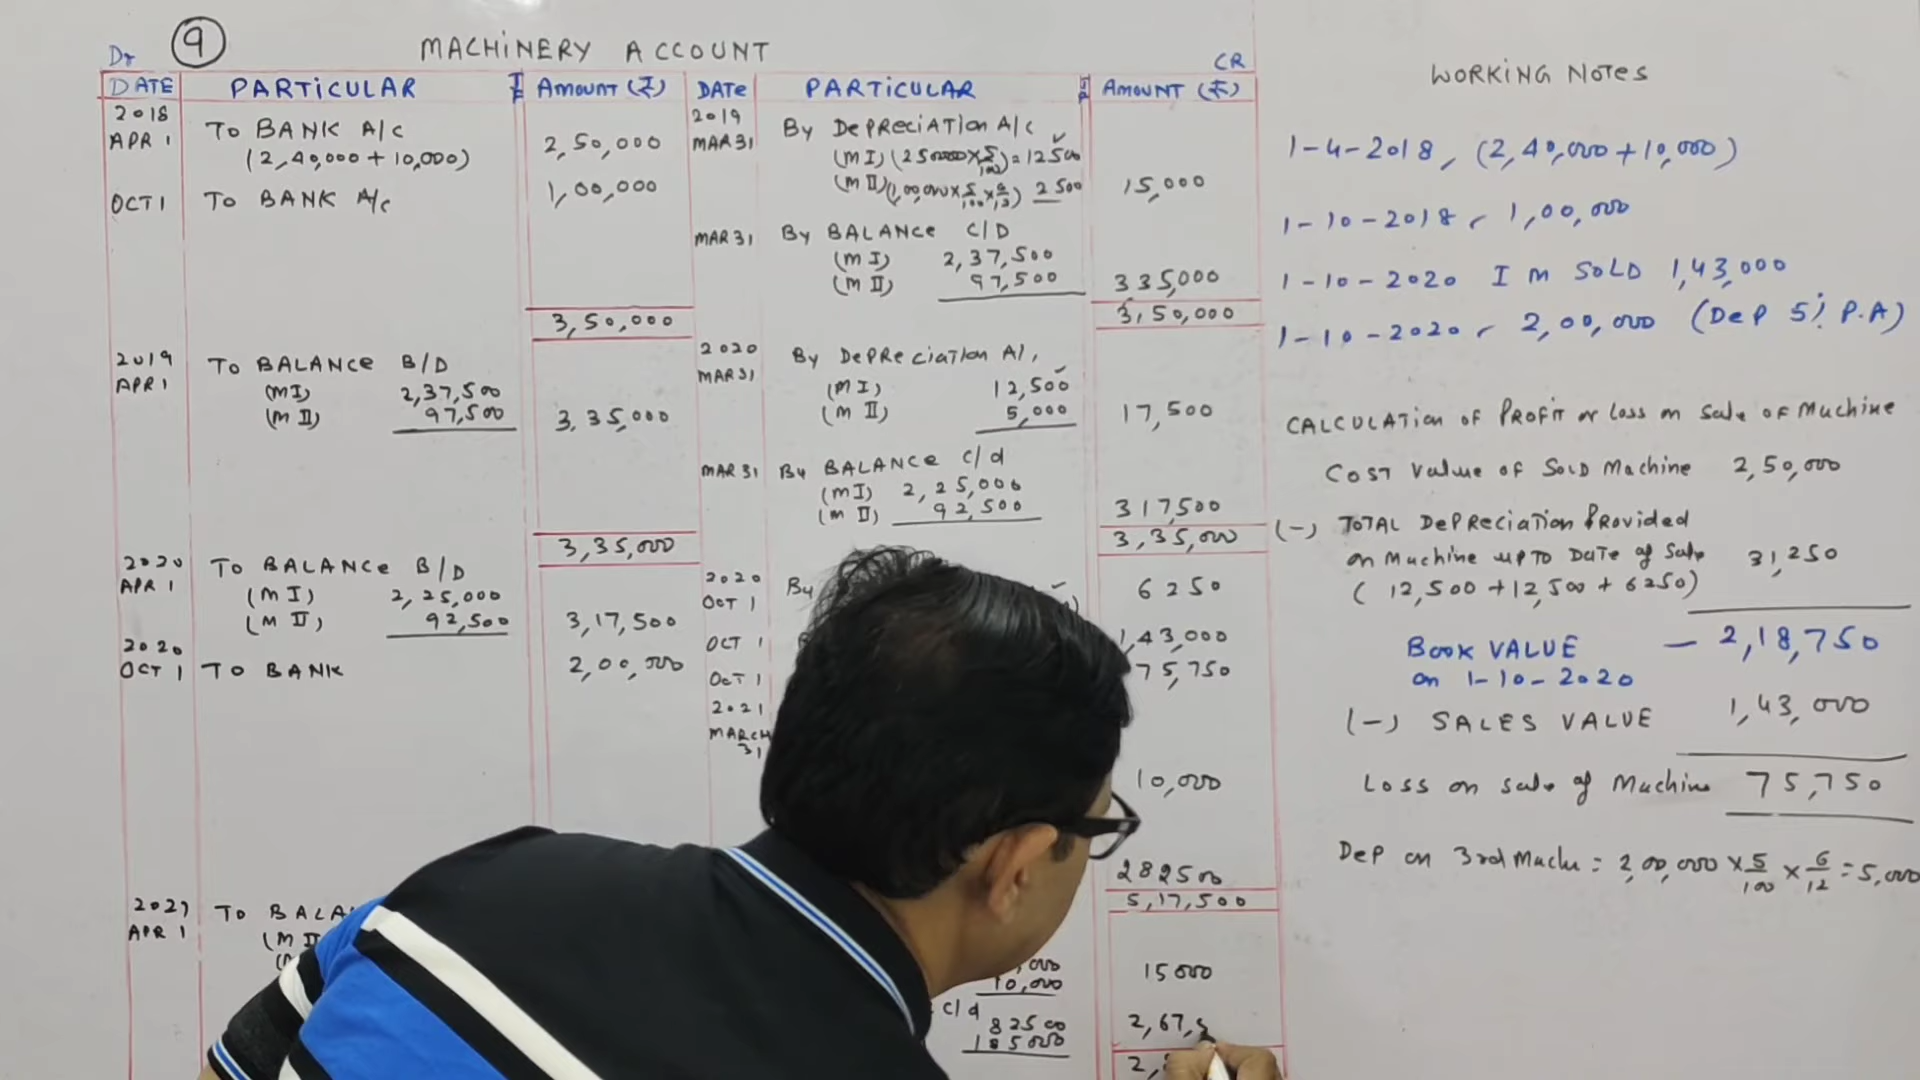 9
MACHINERY ACCOUNT
Dr
CR
DATE PARTICULAR Amount (₹) DATe PARTICULAR AMOUNT (₹)
2018
APR 1 TO BANK A/c
(2,40,000 + 10,000) 2,50,000
OCT 1 TO BANK A/c 1,00,000
3,50,000
2019
APR 1 TO BALANCe B/D
(MI) 2,37,500
(M II) 97,500 3,35,000
3,35,000
2020
APR 1 TO BALANCe B/D
(M I) 2,25,000
(M II) 92,500 3,17,500
2020
OCT 1 TO BANK 2,00,000
2021
APR 1 TO BALA
(M II
2019
MAR 31 By DePRECIATION A/C
(M I) (250000 × 5/100) = 12500
(M II) (1,00,000 × 5/100 × 6/12) 2500 15,000
MAR 31 By BALANCe C/D
(M I) 2,37,500
(M II) 97,500 335,000
3,50,000
2020
MAR 31 By DePReciation A/,
(M I) 12,500
(M II) 5,000 17,500
MAR 31 By BALANCe c/d
(M I) 2,25,000
(M II) 92,500 317,500
3,35,000
2020
OCT 1 By 6250
OCT 1 1,43,000
OCT 1 75,750
2021
MARCH
31 10,000
282500
5,17,500
10,000 15000
c/d
82500
185000 2,67,5
2,
WORKING NOTES
1-4-2018, (2,40,000 + 10,000)
1-10-2018, 1,00,000
1-10-2020 I M SOLD 1,43,000
1-10-2020, 2,00,000 (DeP 5% P.A)
CALCULATION OF PROFIT or Loss on Sale OF Machine
COST Value OF SOLD Machine 2,50,000
(-) TOTAL DePReciation Provided
on Machine up TO Date of Sale 31,250
( 12,500 + 12,500 + 6250)
Book VALUE — 2,18,750
on 1-10-2020
(-) SALES VALUE 1,43,000
Loss on sale of Machine 75,750
DeP on 3rd Machi = 2,00,000 × 5/100 × 6/12 = 5,000